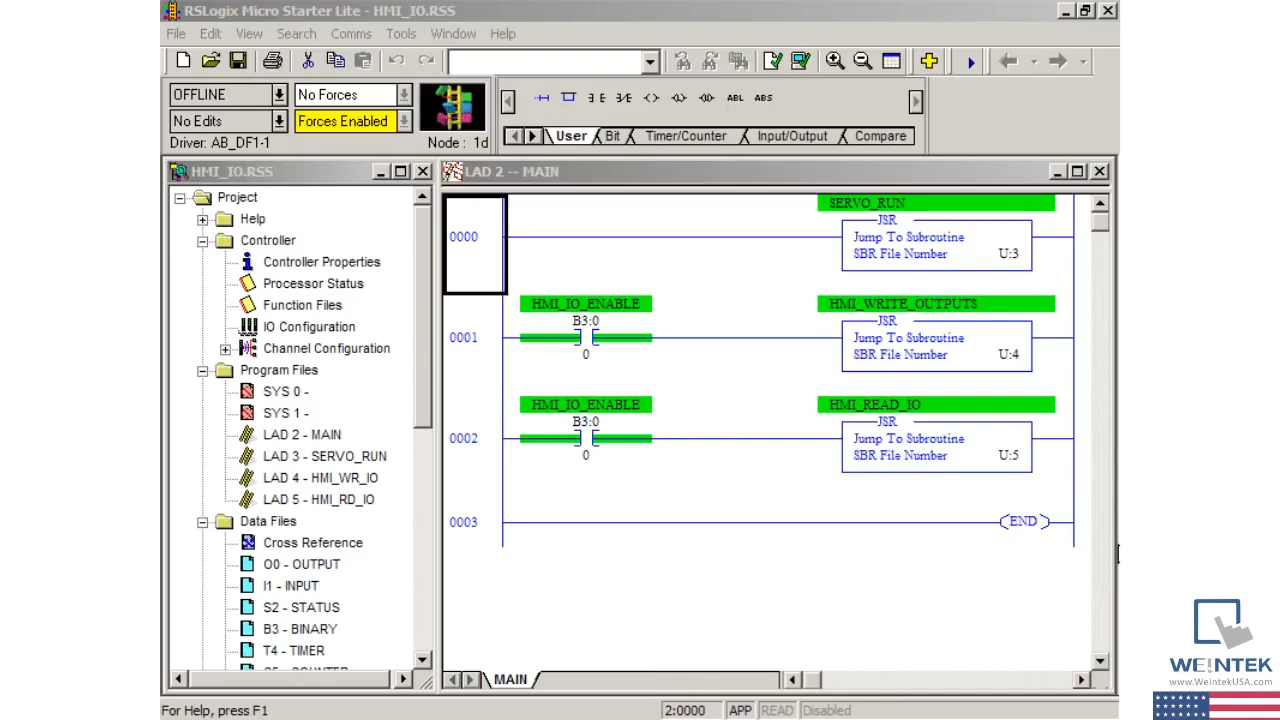 RSLogix Micro Starter Lite - HMI_IO.RSS
File Edit View Search Comms Tools Window Help
OFFLINE No Forces
No Edits Forces Enabled
Driver: AB_DF1-1 Node : 1d
ABL ABS
User Bit Timer/Counter Input/Output Compare
HMI_IO.RSS
Project
Help
Controller
Controller Properties
Processor Status
Function Files
IO Configuration
Channel Configuration
Program Files
SYS 0 -
SYS 1 -
LAD 2 - MAIN
LAD 3 - SERVO_RUN
LAD 4 - HMI_WR_IO
LAD 5 - HMI_RD_IO
Data Files
Cross Reference
O0 - OUTPUT
I1 - INPUT
S2 - STATUS
B3 - BINARY
T4 - TIMER
C5 - COUNTER
LAD 2 -- MAIN
SERVO_RUN
JSR
0000 Jump To Subroutine
SBR File Number U:3
HMI_IO_ENABLE HMI_WRITE_OUTPUTS
B3:0 JSR
0001 Jump To Subroutine
0 SBR File Number U:4
HMI_IO_ENABLE HMI_READ_IO
B3:0 JSR
0002 Jump To Subroutine
0 SBR File Number U:5
0003 END
MAIN
For Help, press F1 2:0000 APP READ Disabled
WEINTEK
www.WeintekUSA.com